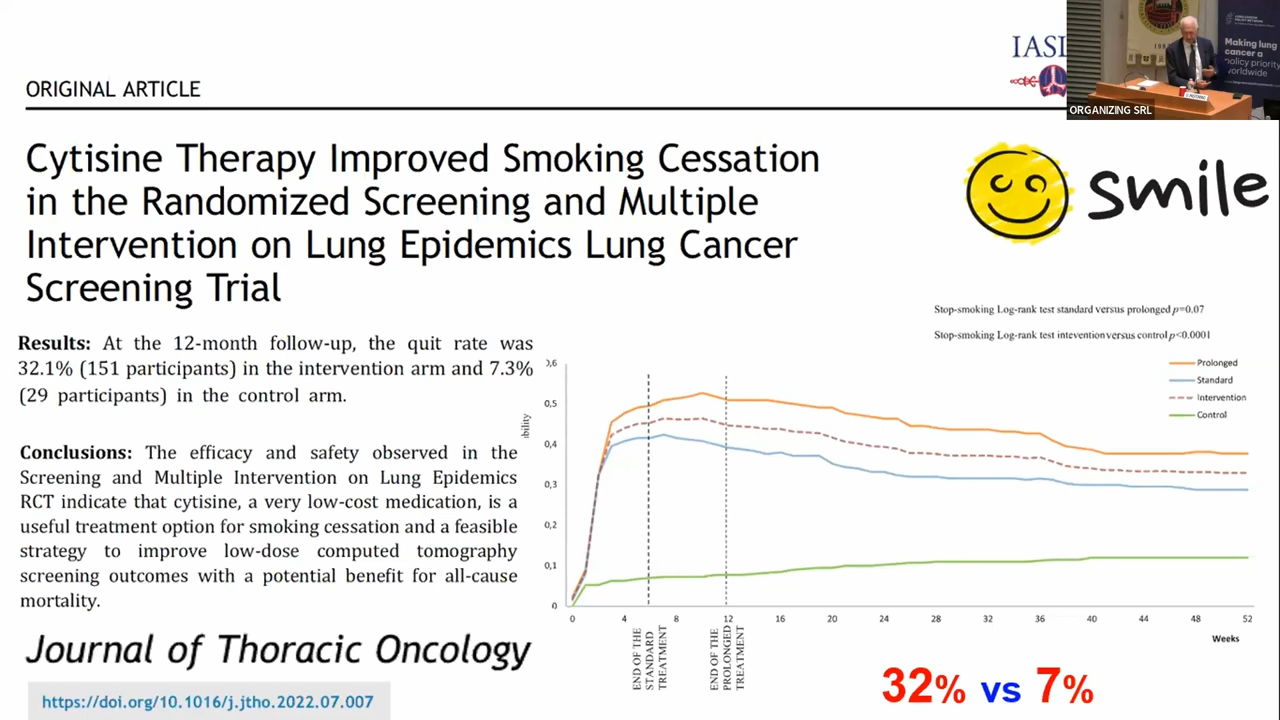 ORIGINAL ARTICLE
IASL
Making lung
cancer a
policy priority
worldwide
ORGANIZING SRL
Cytisine Therapy Improved Smoking Cessation
in the Randomized Screening and Multiple
Intervention on Lung Epidemics Lung Cancer
Screening Trial
smile
Results: At the 12-month follow-up, the quit rate was
32.1% (151 participants) in the intervention arm and 7.3%
(29 participants) in the control arm.
Conclusions: The efficacy and safety observed in the
Screening and Multiple Intervention on Lung Epidemics
RCT indicate that cytisine, a very low-cost medication, is a
useful treatment option for smoking cessation and a feasible
strategy to improve low-dose computed tomography
screening outcomes with a potential benefit for all-cause
mortality.
Journal of Thoracic Oncology
https://doi.org/10.1016/j.jtho.2022.07.007
Stop-smoking Log-rank test standard versus prolonged p=0.07
Stop-smoking Log-rank test intevention versus control p<0.0001
Prolonged
Standard
Intervention
Control
bility
),6
0,5
0,4
0,3
0,2
0,1
0
0 4 8 12 16 20 24 28 32 36 40 44 48 52
Weeks
END OF THE
STANDARD
TREATMENT
END OF THE
PROLONGED
TREATMENT
32% vs 7%